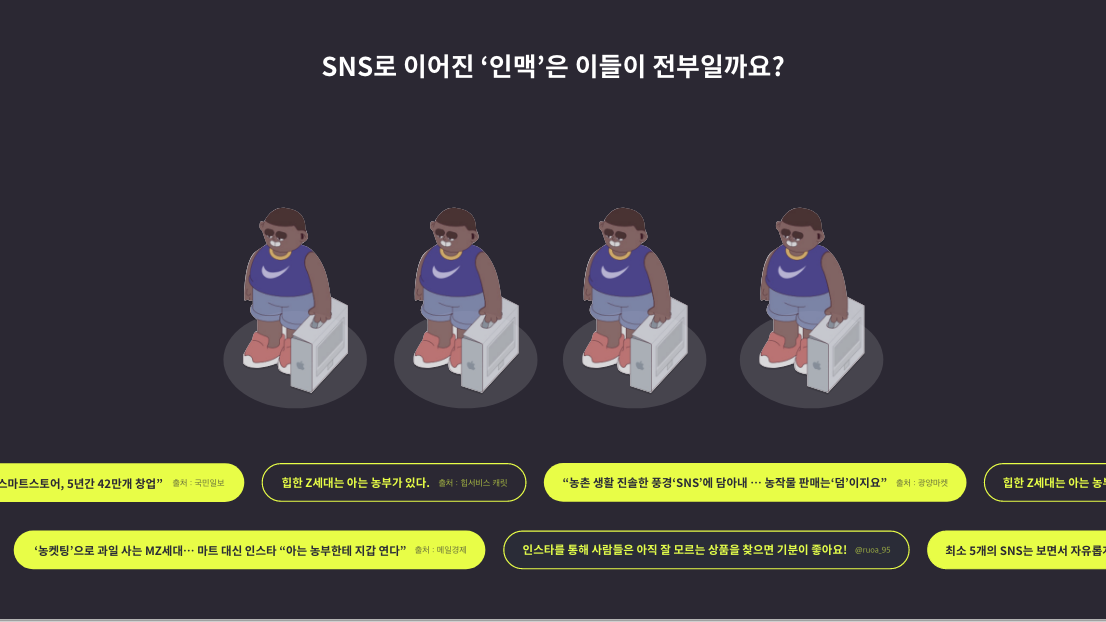 SNS로 이어진 ‘인맥’은 이들이 전부일까요?
스마트스토어, 5년간 42만개 창업” 출처 : 국민일보
힙한 Z세대는 아는 농부가 있다. 출처 : 힙서비스 캐릿
“농촌 생활 진솔한 풍경‘SNS’에 담아내 … 농작물 판매는‘덤’이지요” 출처 : 광양마켓
힙한 Z세대는 아는 농부
‘농켓팅’으로 과일 사는 MZ세대… 마트 대신 인스타 “아는 농부한테 지갑 연다” 출처 : 메일경제
인스타를 통해 사람들은 아직 잘 모르는 상품을 찾으면 기분이 좋아요! @ruoa_95
최소 5개의 SNS는 보면서 자유롭게